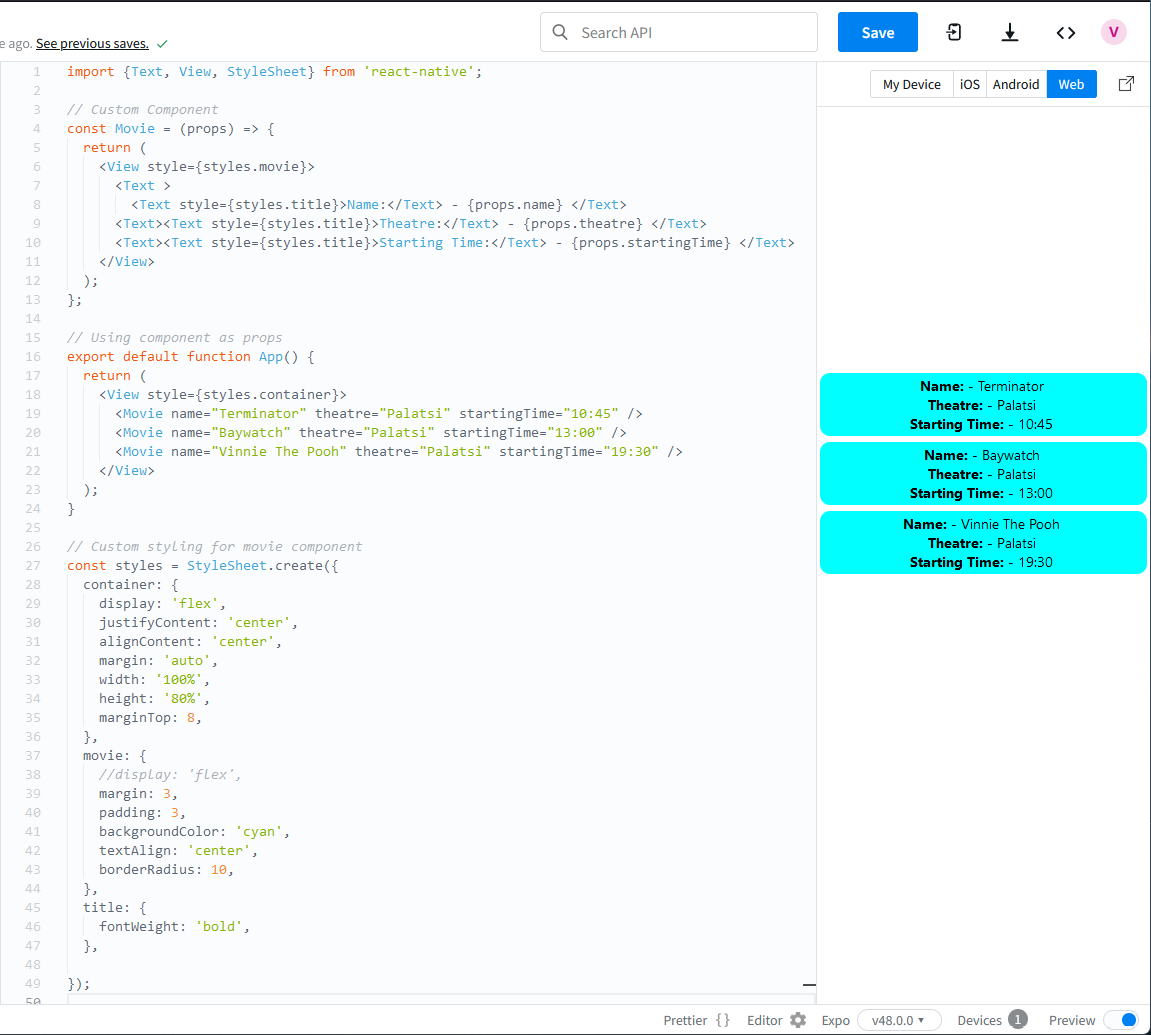 Search API
Save
V
e ago. See previous saves. ✓
My Device iOS Android Web
1 import {Text, View, StyleSheet} from 'react-native';
2
3 // Custom Component
4 const Movie = (props) => {
5   return (
6     <View style={styles.movie}>
7       <Text >
8         <Text style={styles.title}>Name:</Text> - {props.name} </Text>
9       <Text><Text style={styles.title}>Theatre:</Text> - {props.theatre} </Text>
10       <Text><Text style={styles.title}>Starting Time:</Text> - {props.startingTime} </Text>
11     </View>
12   );
13 };
14
15 // Using component as props
16 export default function App() {
17   return (
18     <View style={styles.container}>
19       <Movie name="Terminator" theatre="Palatsi" startingTime="10:45" />
20       <Movie name="Baywatch" theatre="Palatsi" startingTime="13:00" />
21       <Movie name="Vinnie The Pooh" theatre="Palatsi" startingTime="19:30" />
22     </View>
23   );
24 }
25
26 // Custom styling for movie component
27 const styles = StyleSheet.create({
28   container: {
29     display: 'flex',
30     justifyContent: 'center',
31     alignContent: 'center',
32     margin: 'auto',
33     width: '100%',
34     height: '80%',
35     marginTop: 8,
36   },
37   movie: {
38     //display: 'flex',
39     margin: 3,
40     padding: 3,
41     backgroundColor: 'cyan',
42     textAlign: 'center',
43     borderRadius: 10,
44   },
45   title: {
46     fontWeight: 'bold',
47   },
48
49 });
50
Name: - Terminator
Theatre: - Palatsi
Starting Time: - 10:45
Name: - Baywatch
Theatre: - Palatsi
Starting Time: - 13:00
Name: - Vinnie The Pooh
Theatre: - Palatsi
Starting Time: - 19:30
Prettier {} Editor Expo v48.0.0 Devices 1 Preview